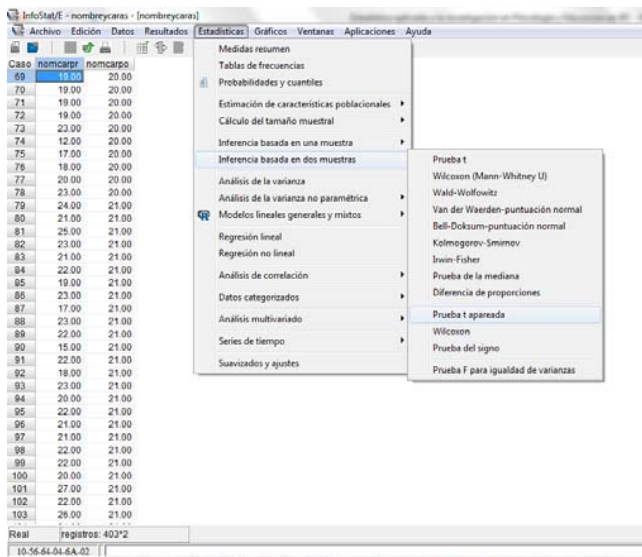 InfoStat/E - nombrecaras - [nombreycaras]
Archivo Edición Datos Resultados Estadísticas Gráficos Ventanas Aplicaciones Ayuda
Caso nomcarpr nomcarpo
69 19.00 20.00
70 19.00 20.00
71 19.00 20.00
72 19.00 20.00
73 23.00 20.00
74 12.00 20.00
75 17.00 20.00
76 18.00 20.00
77 20.00 20.00
78 23.00 20.00
79 24.00 21.00
80 21.00 21.00
81 25.00 21.00
82 23.00 21.00
83 21.00 21.00
84 22.00 21.00
85 19.00 21.00
86 23.00 21.00
87 17.00 21.00
88 23.00 21.00
89 22.00 21.00
90 15.00 21.00
91 22.00 21.00
92 18.00 21.00
93 23.00 21.00
94 20.00 21.00
95 22.00 21.00
96 21.00 21.00
97 21.00 21.00
98 22.00 21.00
99 22.00 21.00
100 20.00 21.00
101 27.00 21.00
102 22.00 21.00
103 26.00 21.00
Medidas resumen
Tablas de frecuencias
Probabilidades y cuantiles
Estimación de características poblacionales
Cálculo del tamaño muestral
Inferencia basada en una muestra
Inferencia basada en dos muestras
Análisis de la varianza
Análisis de la varianza no paramétrica
Modelos lineales generales y mixtos
Regresión lineal
Regresión no lineal
Análisis de correlación
Datos categorizados
Análisis multivariado
Series de tiempo
Suavizados y ajustes
Prueba t
Wilcoxon (Mann-Whitney U)
Wald-Wolfowitz
Van der Waerden-puntuación normal
Bell-Doksum-puntuación normal
Kolmogorov-Smirnov
Irwin-Fisher
Prueba de la mediana
Diferencia de proporciones
Prueba t apareada
Wilcoxon
Prueba del signo
Prueba F para igualdad de varianzas
Real registros: 403*2
10-56-64-04-6A-02